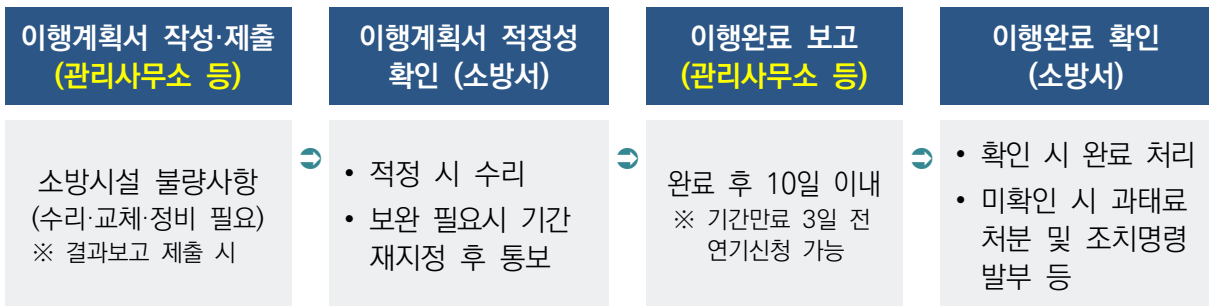 이행계획서 작성·제출
(관리사무소 등)
소방시설 불량사항
(수리·교체·정비 필요)
※ 결과보고 제출 시
이행계획서 적정성
확인 (소방서)
• 적정 시 수리
• 보완 필요시 기간
재지정 후 통보
이행완료 보고
(관리사무소 등)
완료 후 10일 이내
※ 기간만료 3일 전
연기신청 가능
이행완료 확인
(소방서)
• 확인 시 완료 처리
• 미확인 시 과태료
처분 및 조치명령
발부 등